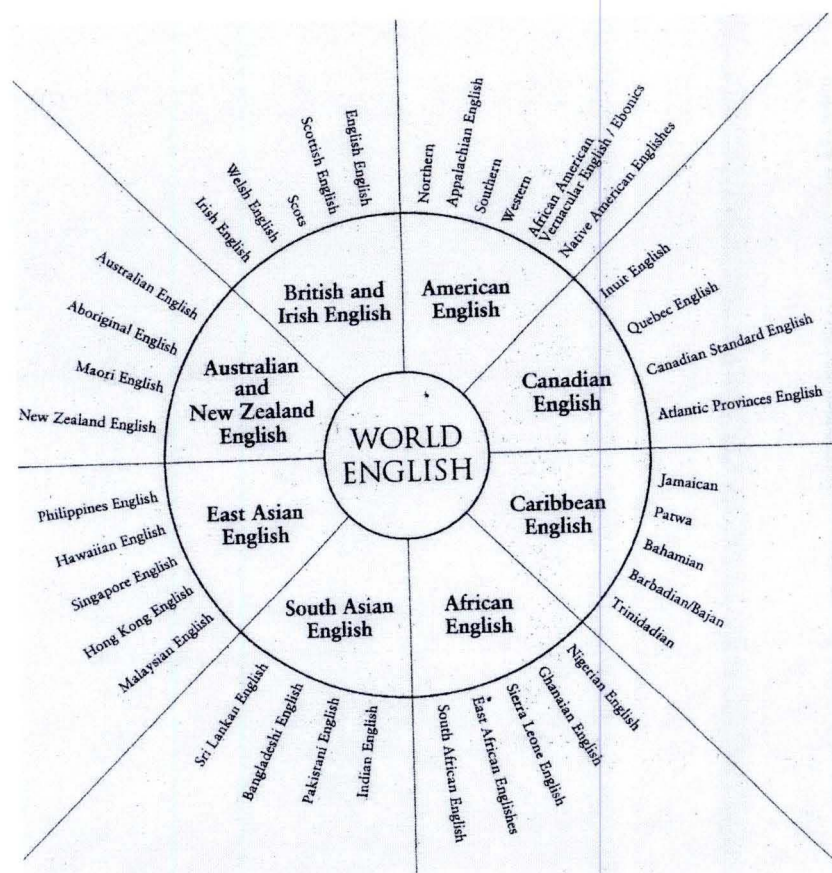 WORLD
ENGLISH
British and
Irish English
American
English
Canadian
English
Caribbean
English
African
English
South Asian
English
East Asian
English
Australian
and
New Zealand
English
Irish English
Welsh English
Scots
Scottish English
English English
Northern
Appalachian English
Southern
Western
African American
Vernacular English / Ebonics
Native American Englishes
Inuit English
Quebec English
Canadian Standard English
Atlantic Provinces English
Jamaican
Patwa
Bahamian
Barbadian/Bajan
Trinidadian
Nigerian English
Ghanaian English
Sierra Leone English
East African Englishes
South African English
Indian English
Pakistani English
Bangladeshi English
Sri Lankan English
Malaysian English
Hong Kong English
Singapore English
Hawaiian English
Philippines English
New Zealand English
Maori English
Aboriginal English
Australian English